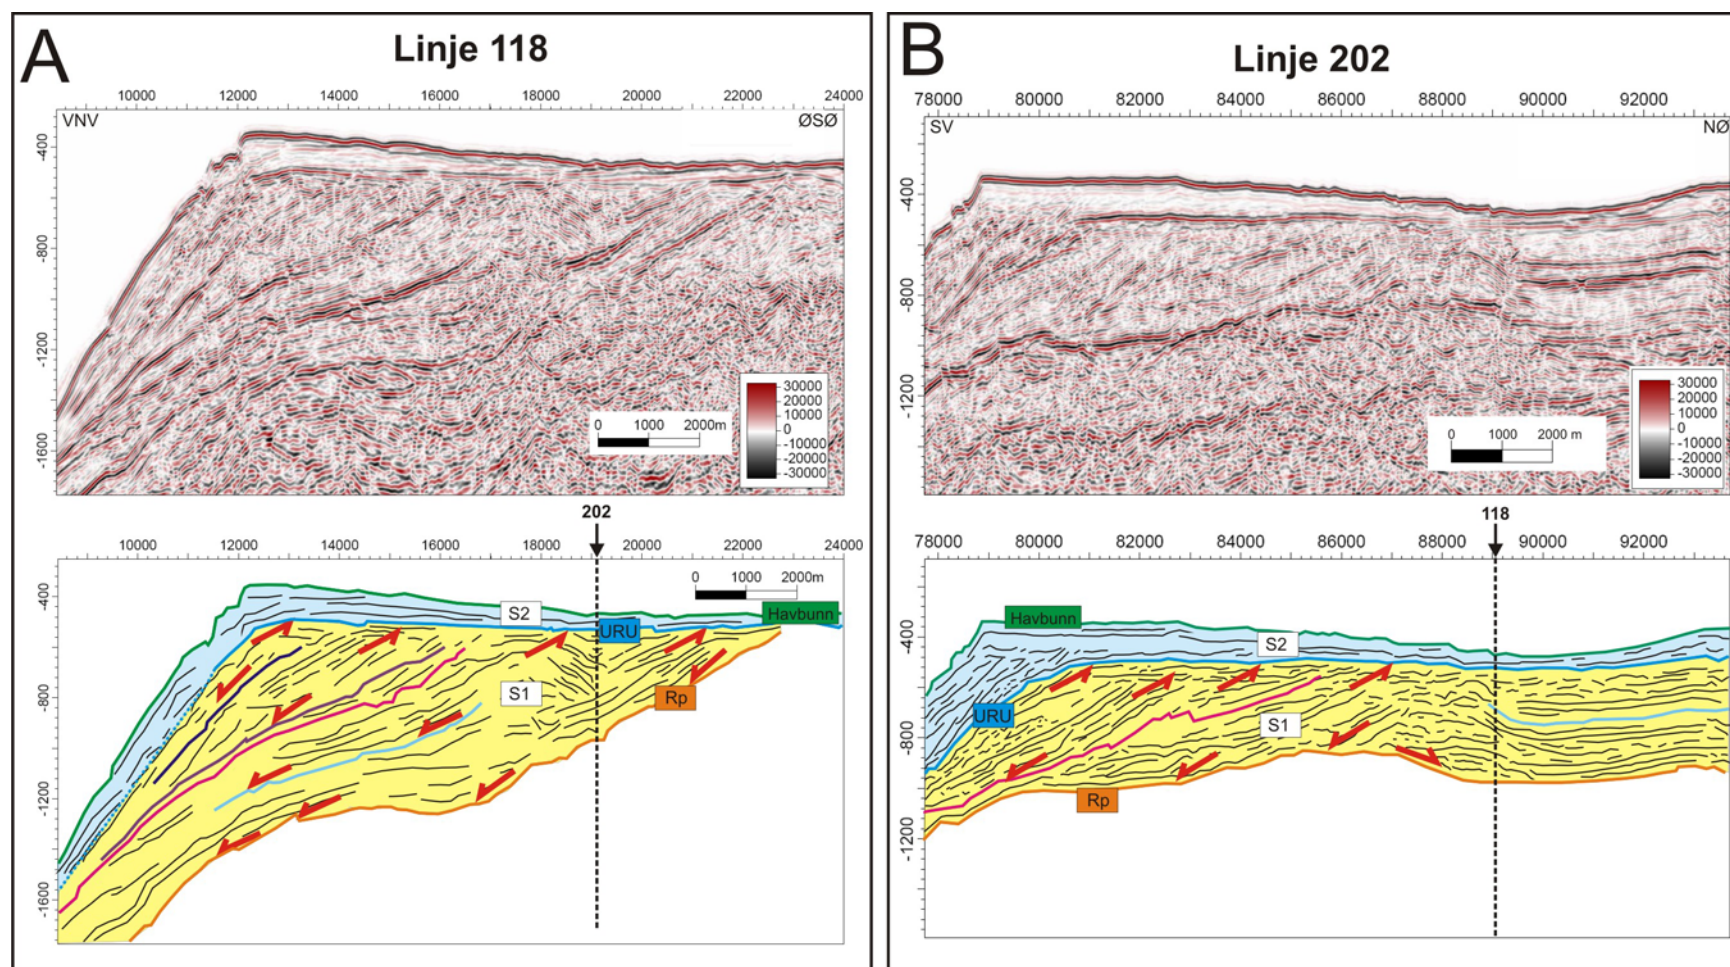 A
Linje 118
10000 12000 14000 16000 18000 20000 22000 24000
VNV ØSØ
-400
-800
-1200
-1600
30000
20000
10000
0
-10000
-20000
-30000
0 1000 2000m
202
10000 12000 14000 16000 18000 20000 22000 24000
0 1000 2000m
-400
-800
-1200
-1600
S2
Havbunn
URU
S1
Rp
B
Linje 202
78000 80000 82000 84000 86000 88000 90000 92000
SV NØ
-400
-800
-1200
30000
20000
10000
0
-10000
-20000
-30000
0 1000 2000 m
118
78000 80000 82000 84000 86000 88000 90000 92000
-400
-800
-1200
Havbunn
S2
URU
S1
Rp